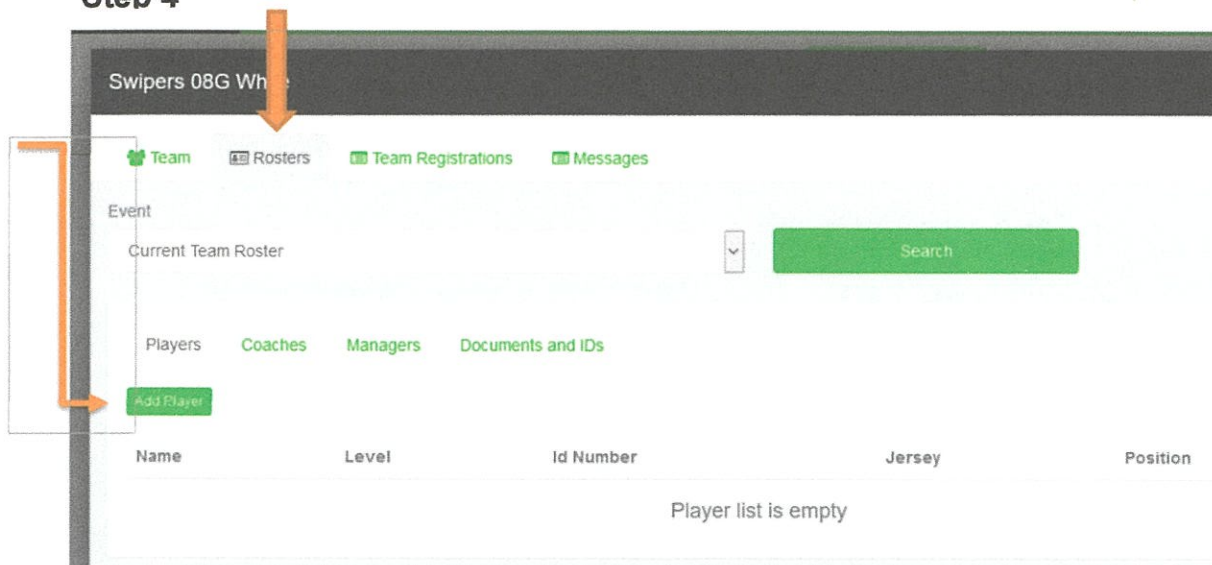 Step 4
Swipers 08G White
Team Rosters Team Registrations Messages
Event
Current Team Roster Search
Players Coaches Managers Documents and IDs
Add Player
Name Level Id Number Jersey Position
Player list is empty